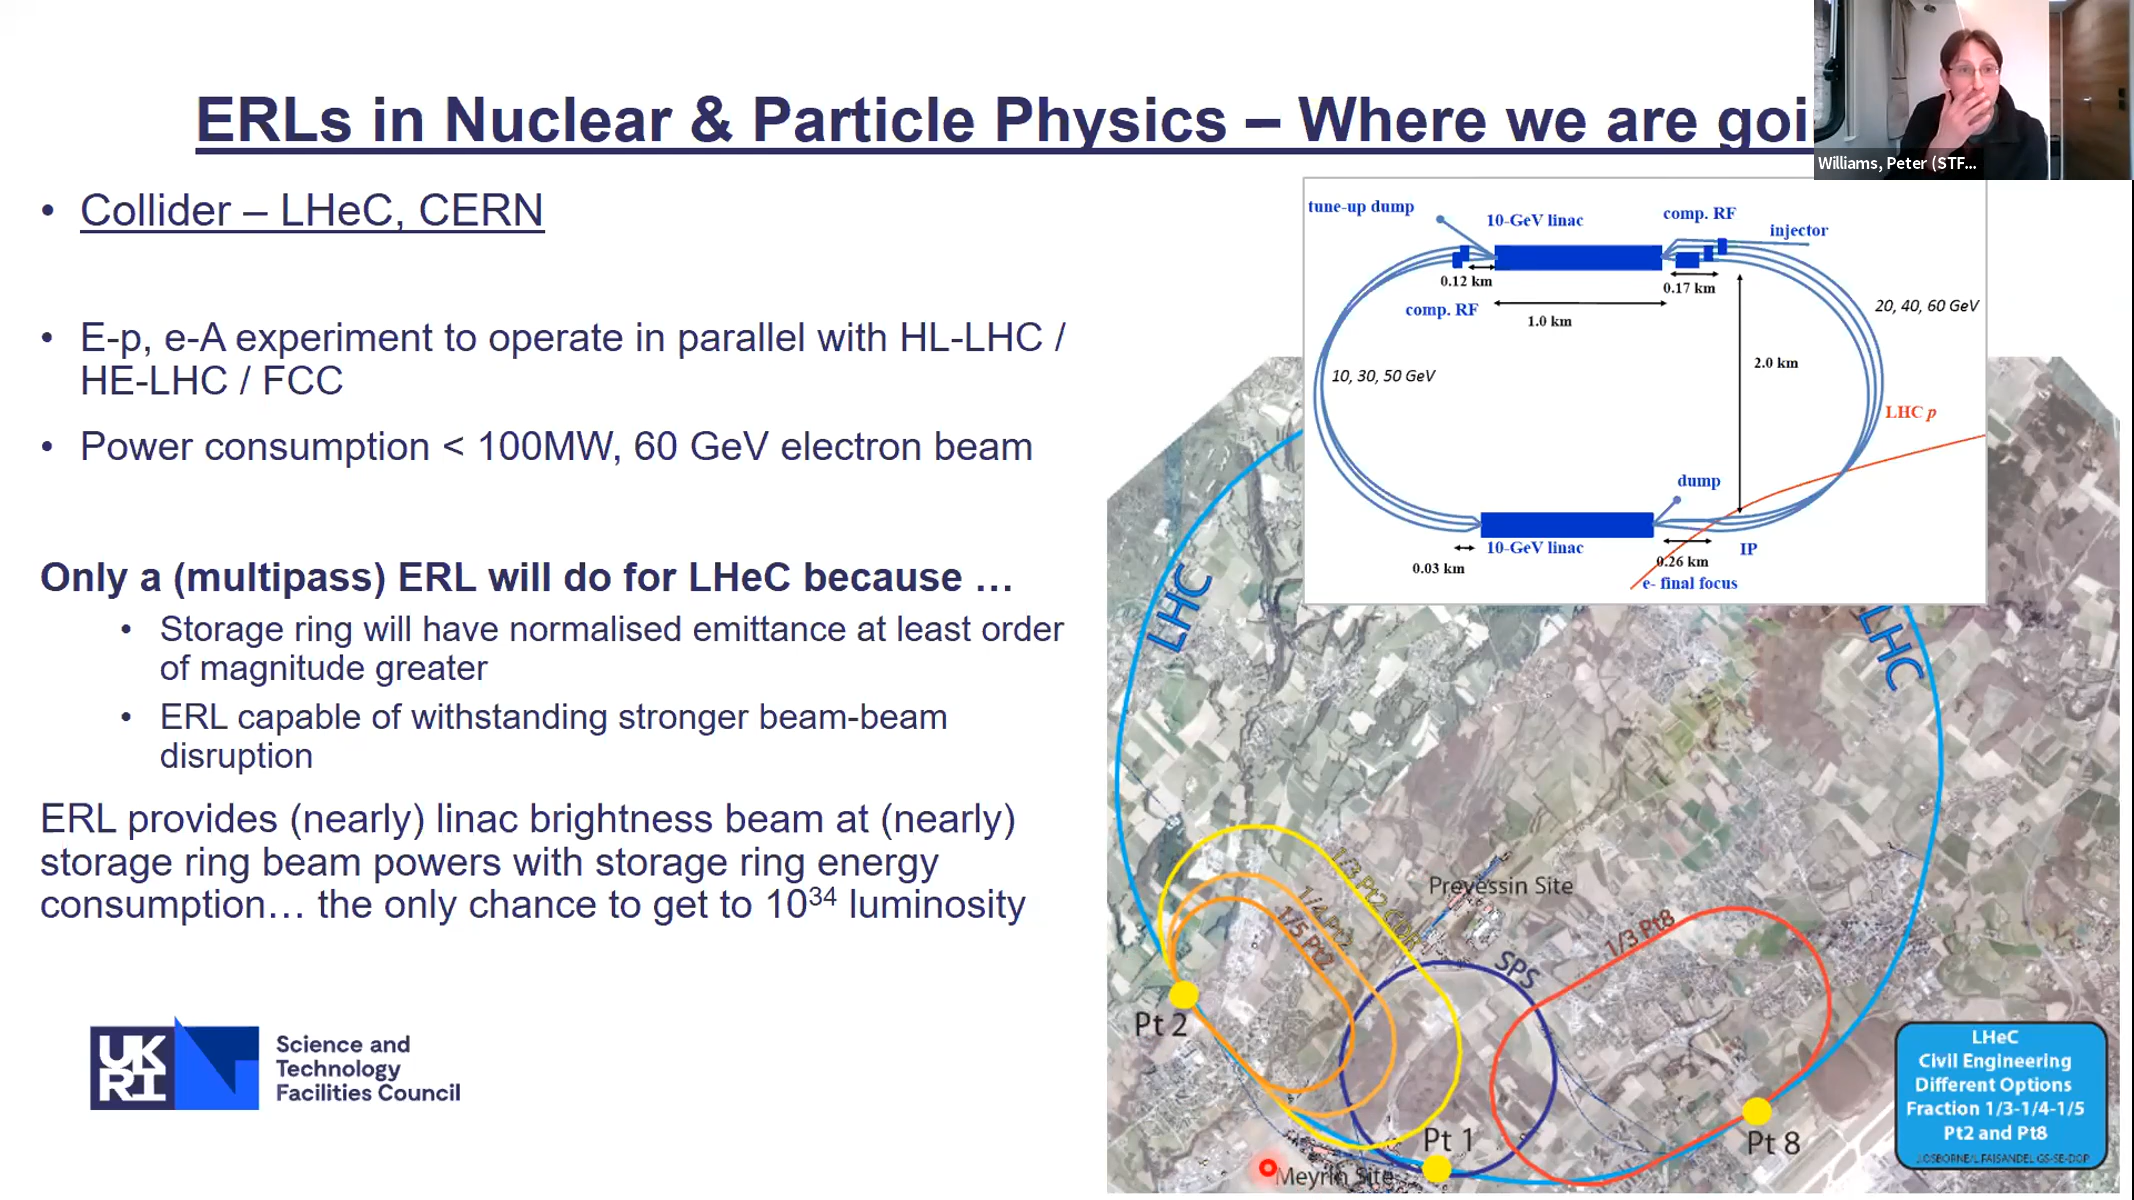 ERLs in Nuclear & Particle Physics – Where we are goi
Williams, Peter (STF...
• Collider – LHeC, CERN
• E-p, e-A experiment to operate in parallel with HL-LHC /
HE-LHC / FCC
• Power consumption < 100MW, 60 GeV electron beam
Only a (multipass) ERL will do for LHeC because …
• Storage ring will have normalised emittance at least order
of magnitude greater
• ERL capable of withstanding stronger beam-beam
disruption
ERL provides (nearly) linac brightness beam at (nearly)
storage ring beam powers with storage ring energy
consumption… the only chance to get to 10³⁴ luminosity
UK
RI
Science and
Technology
Facilities Council
tune-up dump
10-GeV linac
comp. RF
injector
0.12 km
0.17 km
comp. RF
1.0 km
20, 40, 60 GeV
2.0 km
10, 30, 50 GeV
LHC p
dump
10-GeV linac
IP
0.03 km
0.26 km
e- final focus
LHC
LHC
1/3 Pt2 CDR
1/4 Pt2
1/5 Pt2
Prevessin Site
SPS
1/3 Pt8
Pt 2
Pt 1
Pt 8
Meyrin Site
LHeC
Civil Engineering
Different Options
Fraction 1/3-1/4-1/5
Pt2 and Pt8
J.OSBORNE/L.FAISANDEL GS-SE-DOP